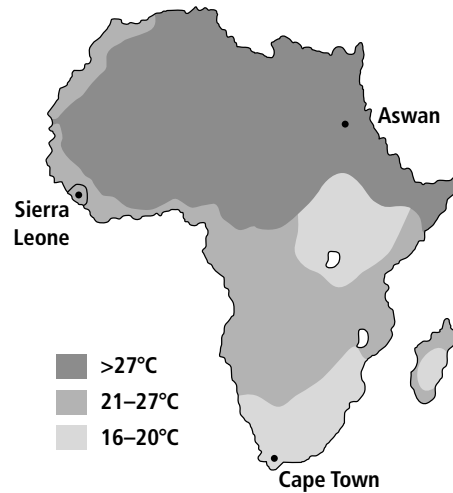 Aswan
Sierra
Leone
>27°C
21–27°C
16–20°C
Cape Town